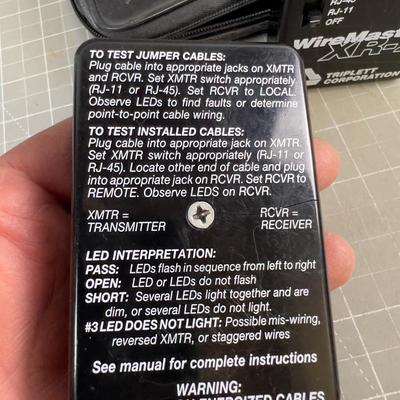 RJ-45
RJ-11
OFF
TRIPLETT
CORPORATION
TO TEST JUMPER CABLES:
Plug cable into appropriate jacks on XMTR
and RCVR. Set XMTR switch appropriately
(RJ-11 or RJ-45). Set RCVR to LOCAL.
Observe LEDs to find faults or determine
point-to-point cable wiring.
TO TEST INSTALLED CABLES:
Plug cable into appropriate jack on XMTR.
Set XMTR switch appropriately (RJ-11 or
RJ-45). Locate other end of cable and plug
into appropriate jack on RCVR. Set RCVR to
REMOTE. Observe LEDs on RCVR.
XMTR = RCVR =
TRANSMITTER RECEIVER
LED INTERPRETATION:
PASS: LEDs flash in sequence from left to right
OPEN: LED or LEDs do not flash
SHORT: Several LEDs light together and are
dim, or several LEDs do not light.
#3 LED DOES NOT LIGHT: Possible mis-wiring,
reversed XMTR, or staggered wires
See manual for complete instructions
WARNING:
ENERGIZED CABLES